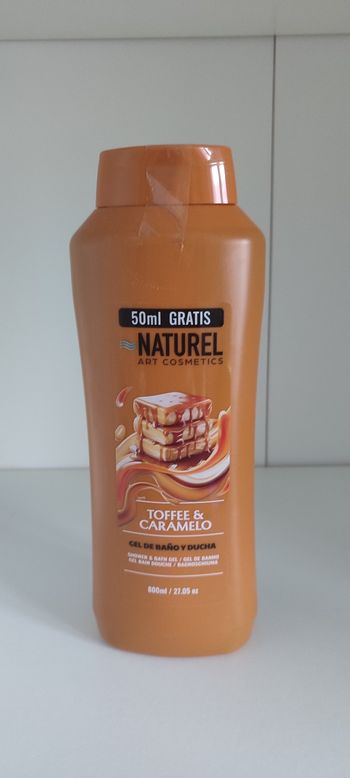 50ml GRATIS
NATUREL
ART COSMETICS
TOFFEE &
CARAMELO
GEL DE BAÑO Y DUCHA
SHOWER & BATH GEL / GEL DE BANHO
GEL BAIN DOUCHE / BAGNOSCHIUMA
800ml / 27.05 oz